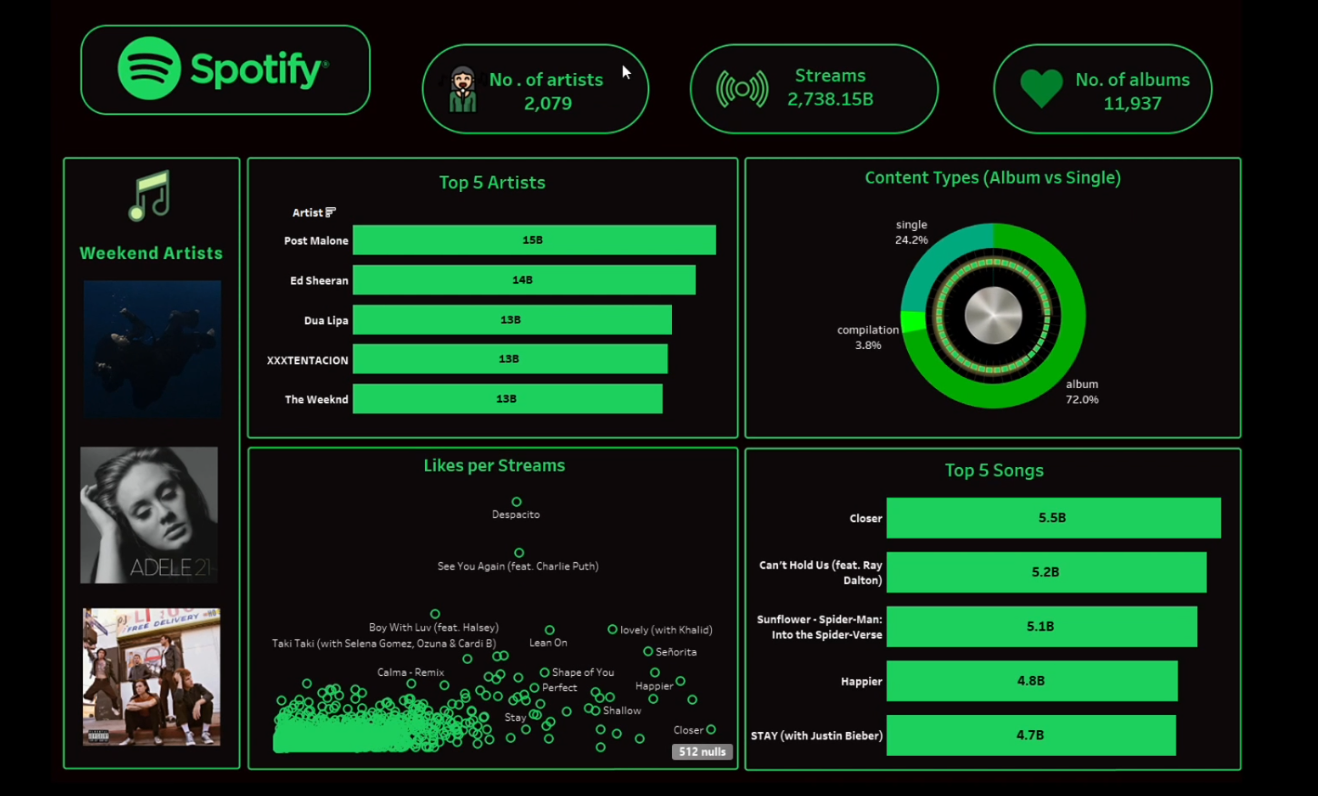 Spotify®
No . of artists
2,079
Streams
2,738.15B
No. of albums
11,937
Weekend Artists
ADELE 21
FREE DELIVERY
Top 5 Artists
Artist
Post Malone
15B
Ed Sheeran
14B
Dua Lipa
13B
XXXTENTACION
13B
The Weeknd
13B
Content Types (Album vs Single)
single
24.2%
compilation
3.8%
album
72.0%
Likes per Streams
Despacito
See You Again (feat. Charlie Puth)
Boy With Luv (feat. Halsey)
Lean On
lovely (with Khalid)
Taki Taki (with Selena Gomez, Ozuna & Cardi B)
Señorita
Calma - Remix
Shape of You
Perfect
Happier
Stay
Shallow
Closer
512 nulls
Top 5 Songs
Closer
5.5B
Can't Hold Us (feat. Ray
Dalton)
5.2B
Sunflower - Spider-Man:
Into the Spider-Verse
5.1B
Happier
4.8B
STAY (with Justin Bieber)
4.7B